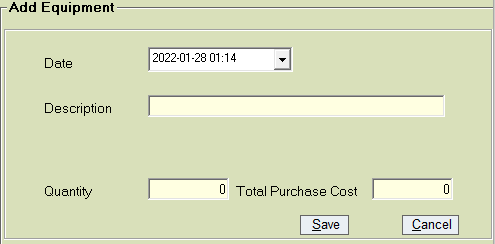 Add Equipment
Date 2022-01-28 01:14
Description
Quantity 0 Total Purchase Cost 0
Save Cancel